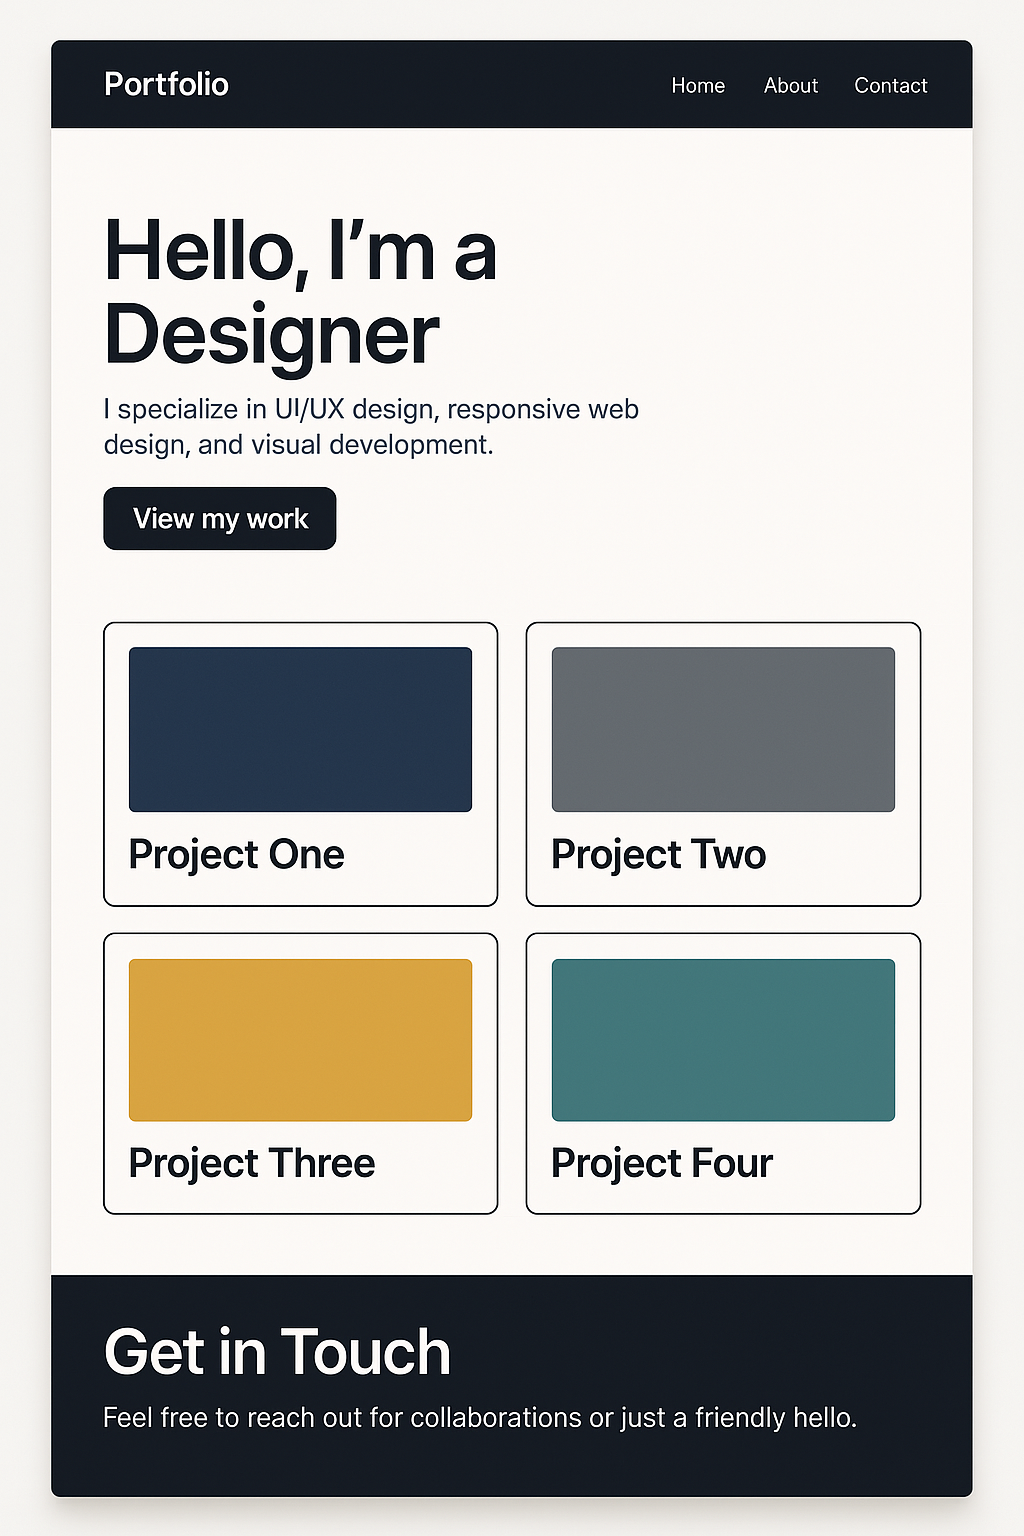 Portfolio
Home About Contact
Hello, I’m a
Designer
I specialize in UI/UX design, responsive web
design, and visual development.
View my work
Project One
Project Two
Project Three
Project Four
Get in Touch
Feel free to reach out for collaborations or just a friendly hello.